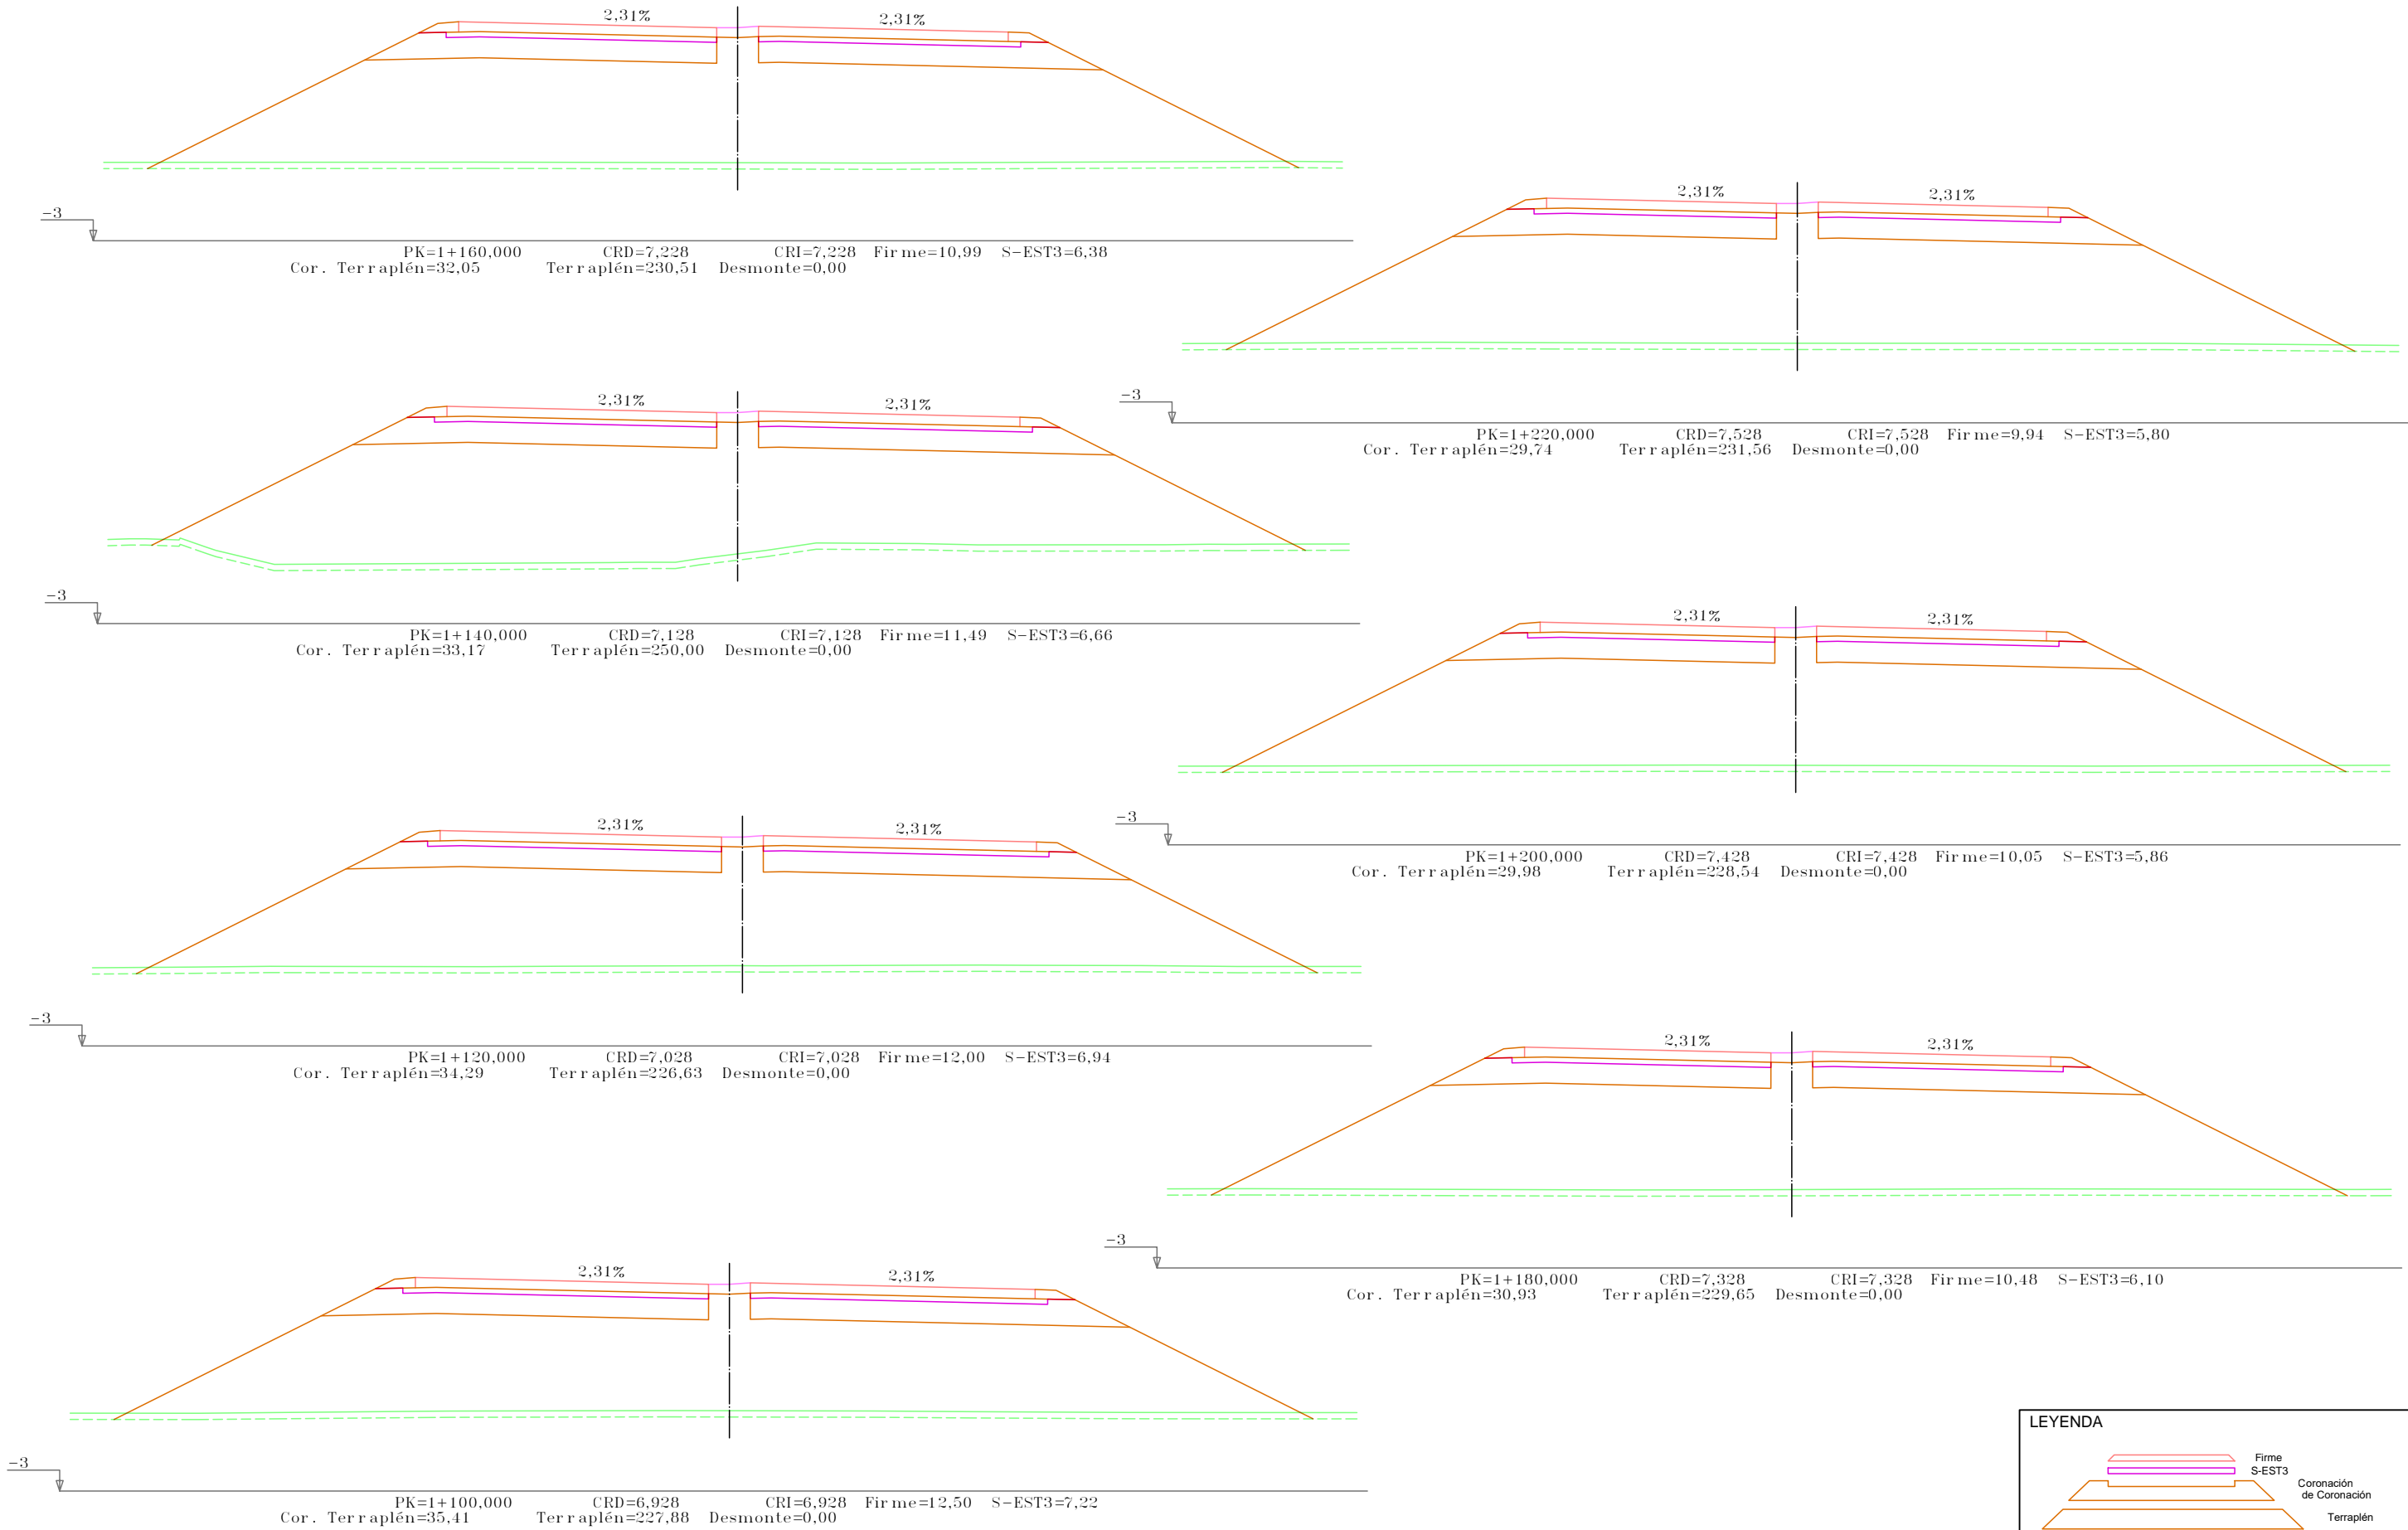 2,31% 2,31%
-3
PK=1+160,000 CRD=7,228 CRI=7,228 Firme=10,99 S-EST3=6,38
Cor. Terraplén=32,05 Terraplén=230,51 Desmonte=0,00
2,31% 2,31%
-3
PK=1+140,000 CRD=7,128 CRI=7,128 Firme=11,49 S-EST3=6,66
Cor. Terraplén=33,17 Terraplén=250,00 Desmonte=0,00
2,31% 2,31%
-3
PK=1+120,000 CRD=7,028 CRI=7,028 Firme=12,00 S-EST3=6,94
Cor. Terraplén=34,29 Terraplén=226,63 Desmonte=0,00
2,31% 2,31%
-3
PK=1+100,000 CRD=6,928 CRI=6,928 Firme=12,50 S-EST3=7,22
Cor. Terraplén=35,41 Terraplén=227,88 Desmonte=0,00
2,31% 2,31%
-3
PK=1+220,000 CRD=7,528 CRI=7,528 Firme=9,94 S-EST3=5,80
Cor. Terraplén=29,74 Terraplén=231,56 Desmonte=0,00
2,31% 2,31%
-3
PK=1+200,000 CRD=7,428 CRI=7,428 Firme=10,05 S-EST3=5,86
Cor. Terraplén=29,98 Terraplén=228,54 Desmonte=0,00
2,31% 2,31%
-3
PK=1+180,000 CRD=7,328 CRI=7,328 Firme=10,48 S-EST3=6,10
Cor. Terraplén=30,93 Terraplén=229,65 Desmonte=0,00
LEYENDA
Firme
S-EST3
Coronación
de Coronación
Terraplén